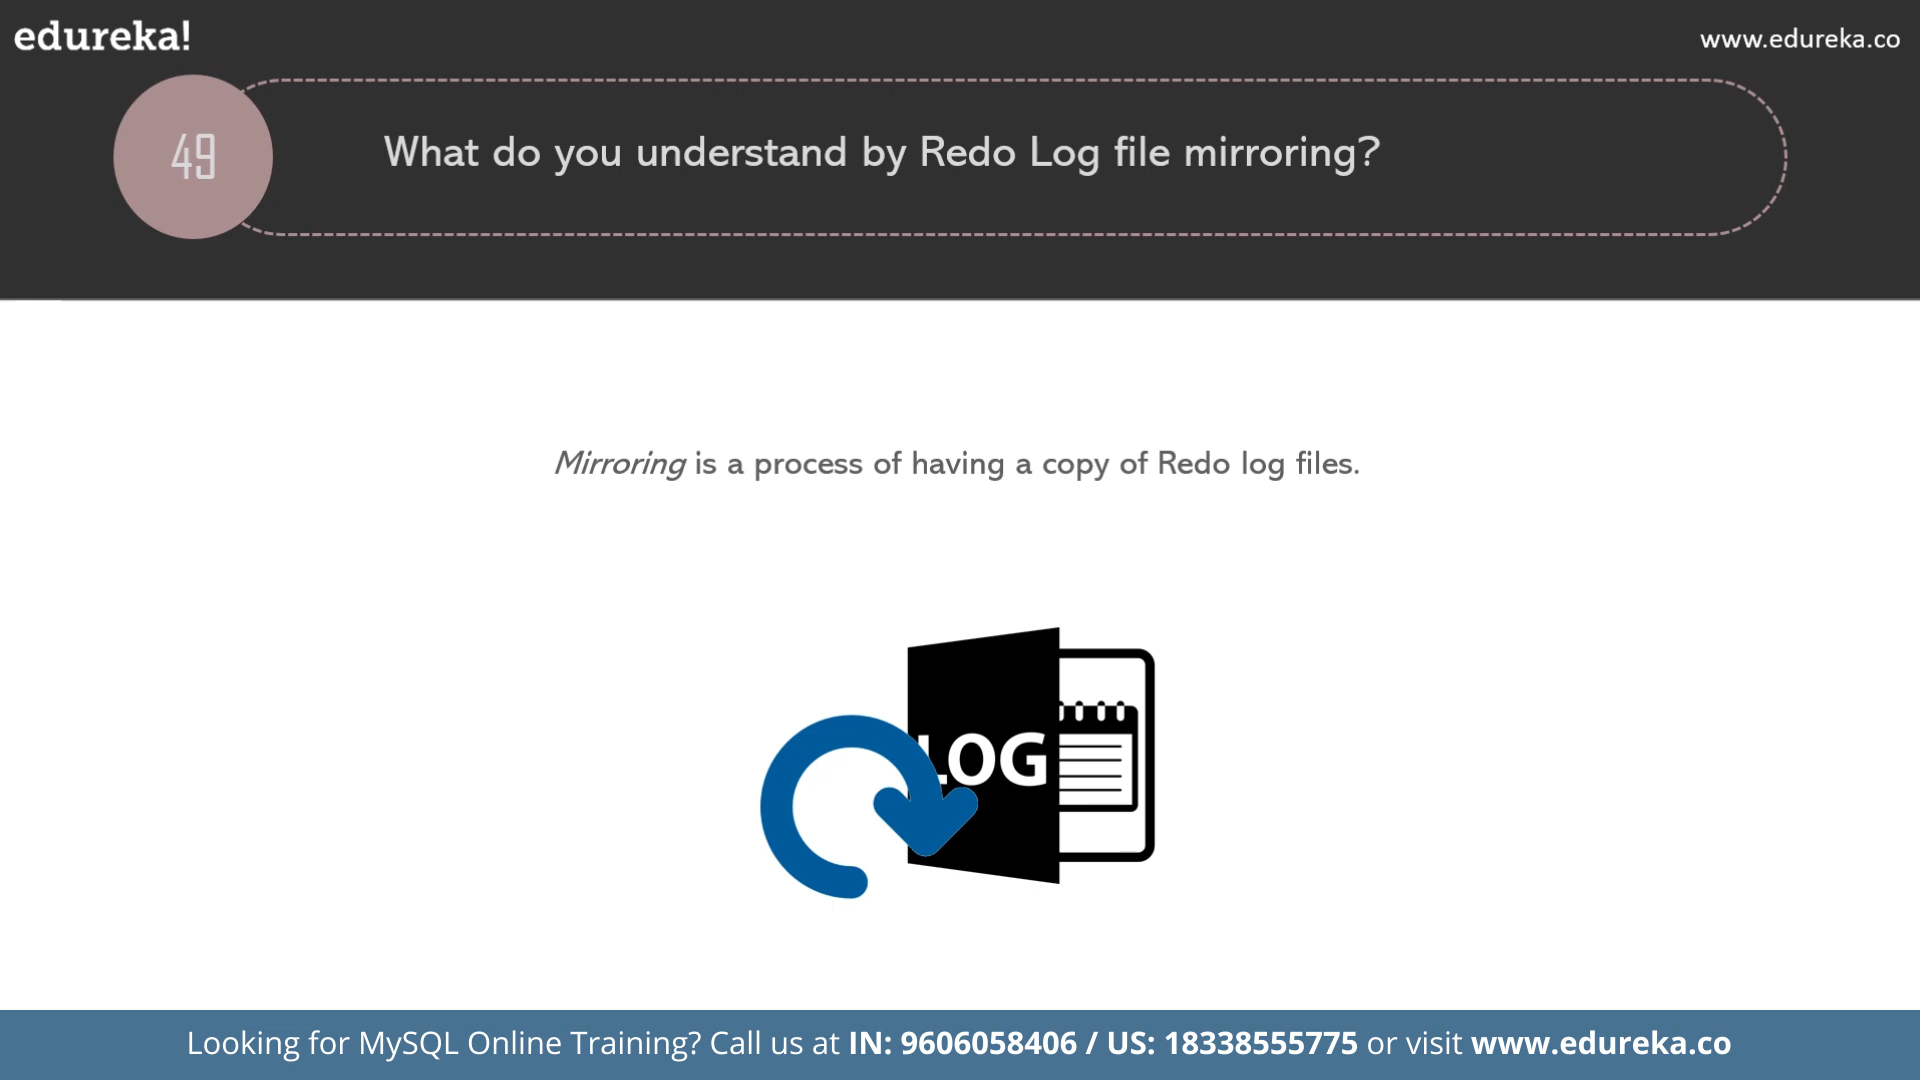 edureka!
www.edureka.co
49
What do you understand by Redo Log file mirroring?
Mirroring is a process of having a copy of Redo log files.
LOG
Looking for MySQL Online Training? Call us at IN: 9606058406 / US: 18338555775 or visit www.edureka.co